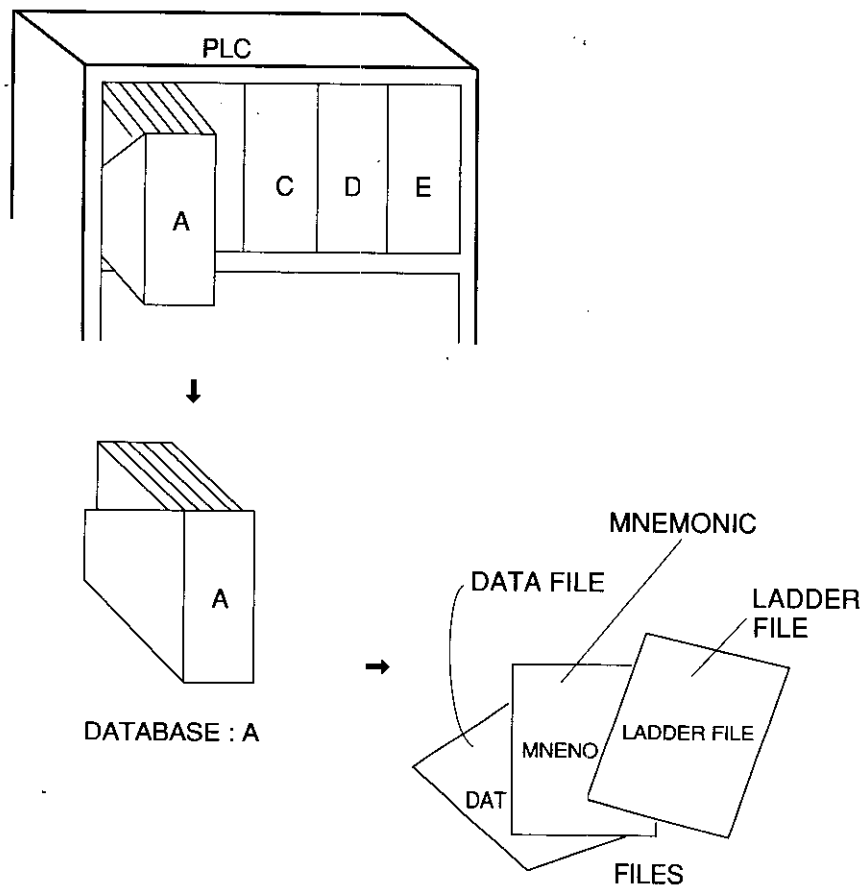 PLC
A
C
D
E
A
DATABASE : A
MNEMONIC
DATA FILE
LADDER
FILE
MNENO
LADDER FILE
DAT
FILES